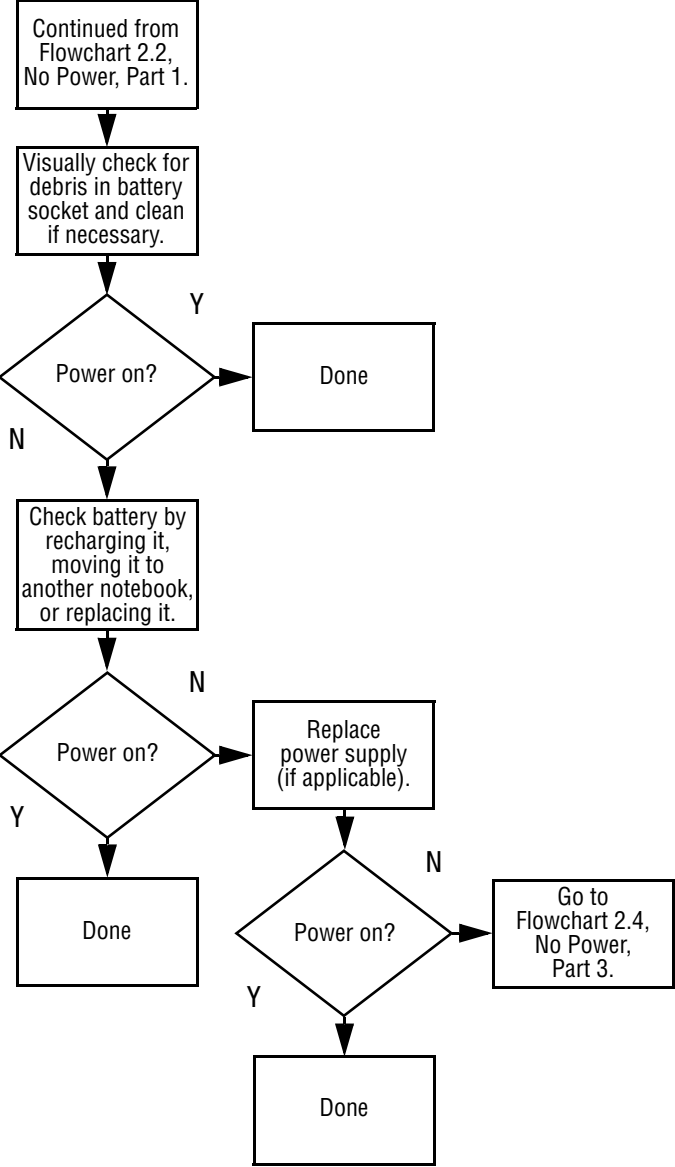 Continued from
Flowchart 2.2,
No Power, Part 1.
Visually check for
debris in battery
socket and clean
if necessary.
Y
Power on?
Done
N
Check battery by
recharging it,
moving it to
another notebook,
or replacing it.
N
Power on?
Replace
power supply
(if applicable).
Y
Done
N
Power on?
Go to
Flowchart 2.4,
No Power,
Part 3.
Y
Done